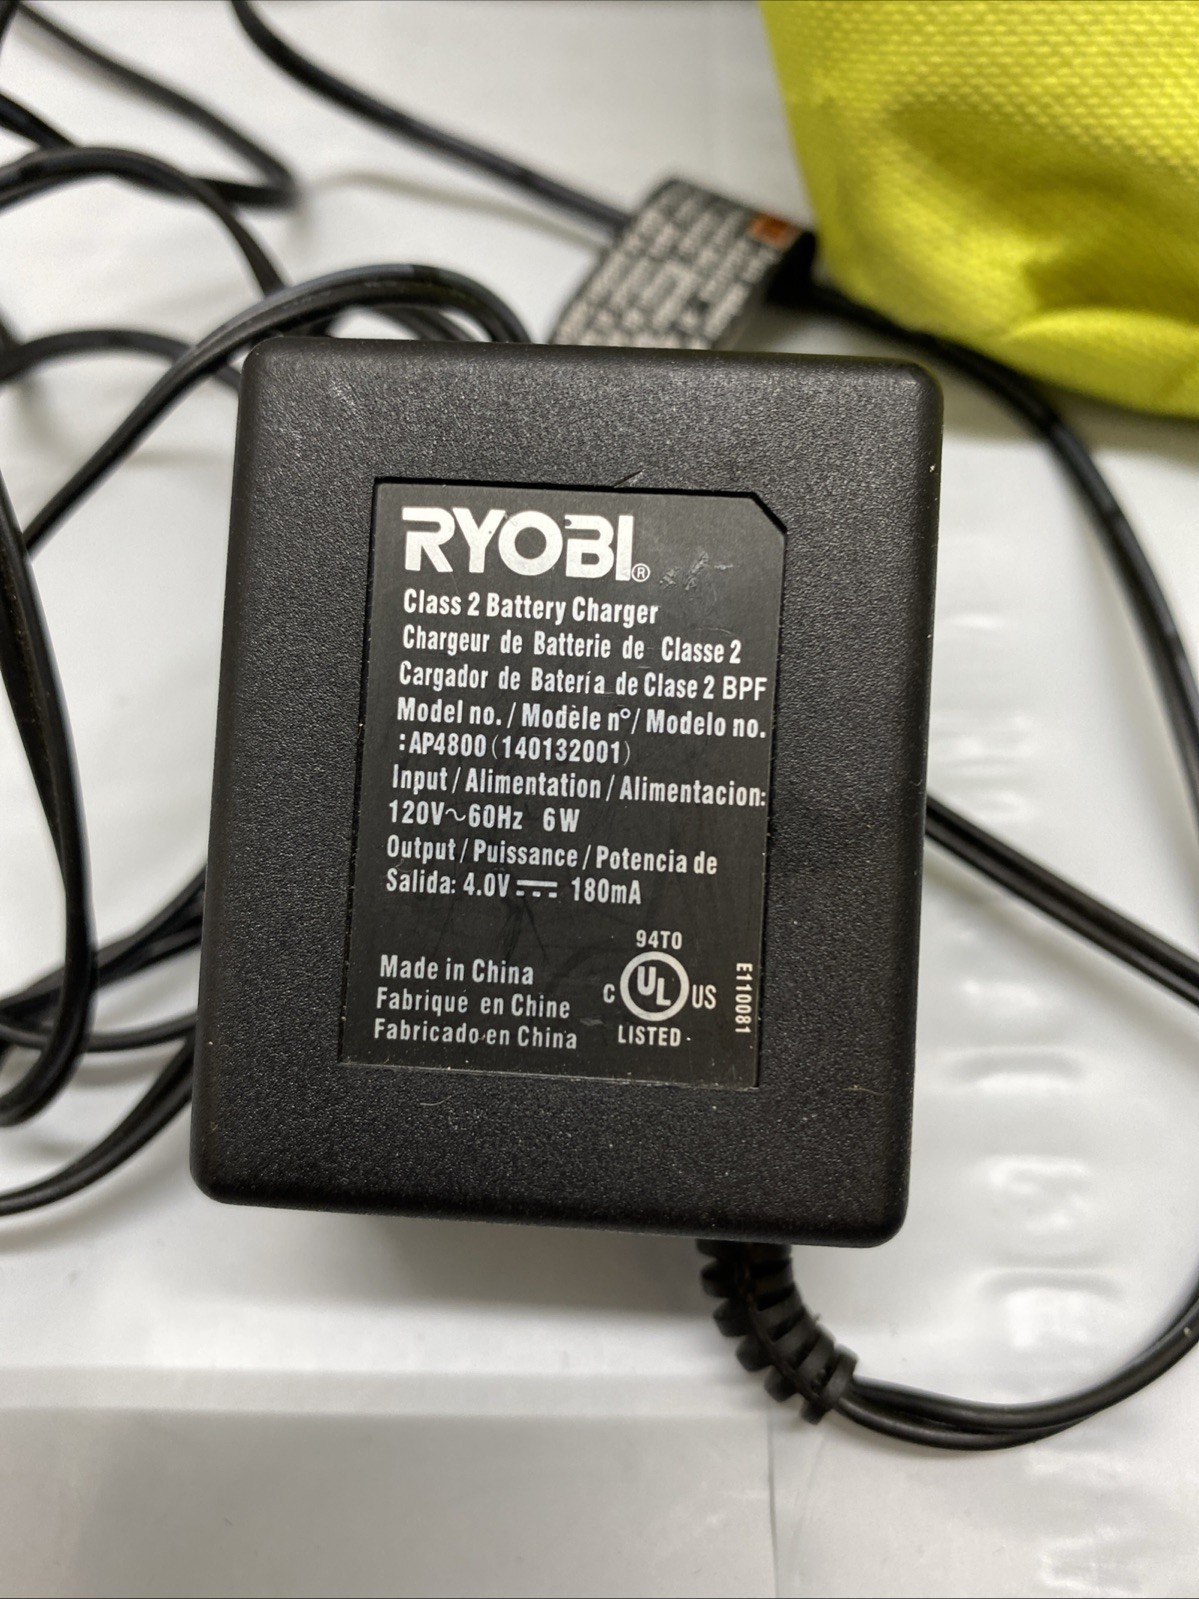 RYOBI®
Class 2 Battery Charger
Chargeur de Batterie de Classe 2
Cargador de Batería de Clase 2 BPF
Model no. / Modèle n° / Modelo no.
: AP4800 (140132001)
Input / Alimentation / Alimentacion:
120V~60Hz 6W
Output / Puissance / Potencia de
Salida: 4.0V⎓ 180mA
94TO
Made in China
Fabriqué en Chine
Fabricado en China
C UL US
LISTED
E110081